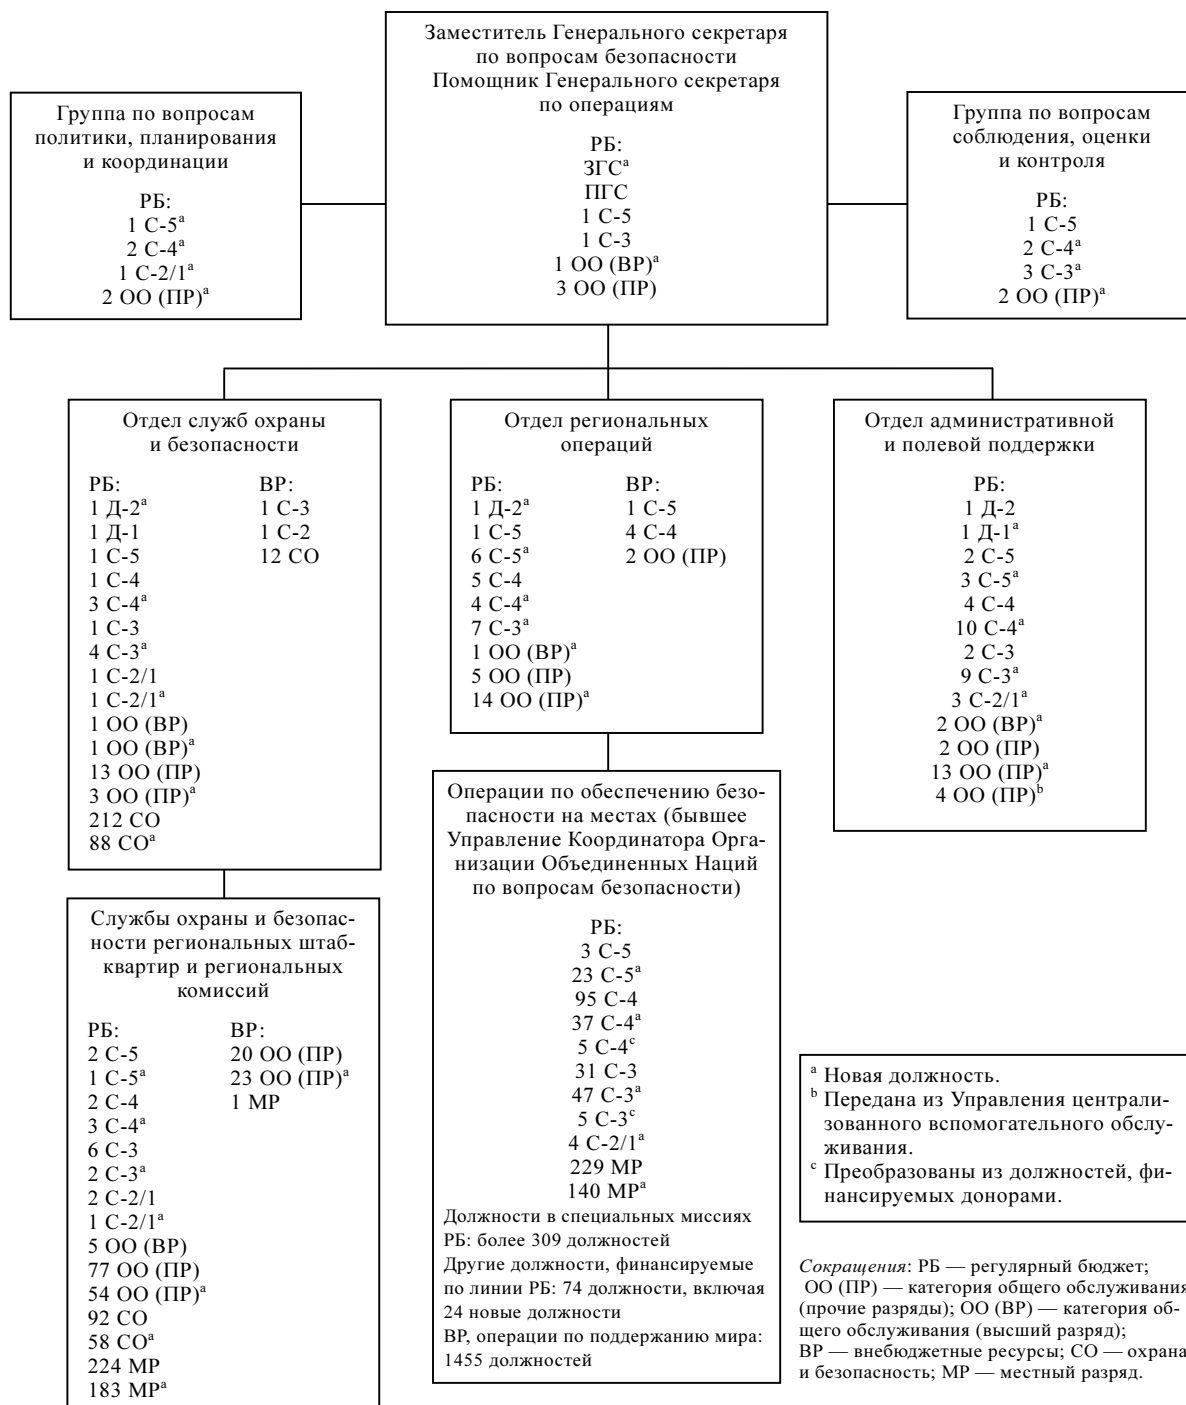 Заместитель Генерального секретаря
по вопросам безопасности
Помощник Генерального секретаря
по операциям
РБ:
ЗГСᵃ
ПГС
1 С-5
1 С-3
1 ОО (ВР)ᵃ
3 ОО (ПР)
Группа по вопросам
политики, планирования
и координации
РБ:
1 С-5ᵃ
2 С-4ᵃ
1 С-2/1ᵃ
2 ОО (ПР)ᵃ
Группа по вопросам
соблюдения, оценки
и контроля
РБ:
1 С-5
2 С-4ᵃ
3 С-3ᵃ
2 ОО (ПР)ᵃ
Отдел служб охраны
и безопасности
РБ:
1 Д-2ᵃ
1 Д-1
1 С-5
1 С-4
3 С-4ᵃ
1 С-3
4 С-3ᵃ
1 С-2/1
1 С-2/1ᵃ
1 ОО (ВР)
1 ОО (ВР)ᵃ
13 ОО (ПР)
3 ОО (ПР)ᵃ
212 СО
88 СОᵃ
ВР:
1 С-3
1 С-2
12 СО
Отдел региональных
операций
РБ:
1 Д-2ᵃ
1 С-5
6 С-5ᵃ
5 С-4
4 С-4ᵃ
7 С-3ᵃ
1 ОО (ВР)ᵃ
5 ОО (ПР)
14 ОО (ПР)ᵃ
ВР:
1 С-5
4 С-4
2 ОО (ПР)
Отдел административной
и полевой поддержки
РБ:
1 Д-2
1 Д-1ᵃ
2 С-5
3 С-5ᵃ
4 С-4
10 С-4ᵃ
2 С-3
9 С-3ᵃ
3 С-2/1ᵃ
2 ОО (ВР)ᵃ
2 ОО (ПР)
13 ОО (ПР)ᵃ
4 ОО (ПР)ᵇ
Службы охраны и безопас-
ности региональных штаб-
квартир и региональных
комиссий
РБ:
2 С-5
1 С-5ᵃ
2 С-4
3 С-4ᵃ
6 С-3
2 С-3ᵃ
2 С-2/1
1 С-2/1ᵃ
5 ОО (ВР)
77 ОО (ПР)
54 ОО (ПР)ᵃ
92 СО
58 СОᵃ
224 МР
183 МРᵃ
ВР:
20 ОО (ПР)
23 ОО (ПР)ᵃ
1 МР
Операции по обеспечению безо-
пасности на местах (бывшее
Управление Координатора Орга-
низации Объединенных Наций
по вопросам безопасности)
РБ:
3 С-5
23 С-5ᵃ
95 С-4
37 С-4ᵃ
5 С-4ᶜ
31 С-3
47 С-3ᵃ
5 С-3ᶜ
4 С-2/1ᵃ
229 МР
140 МРᵃ
Должности в специальных миссиях
РБ: более 309 должностей
Другие должности, финансируемые
по линии РБ: 74 должности, включая
24 новые должности
ВР, операции по поддержанию мира:
1455 должностей
ᵃ Новая должность.
ᵇ Передана из Управления централи-
зованного вспомогательного обслу-
живания.
ᶜ Преобразованы из должностей, фи-
нансируемых донорами.
Сокращения: РБ — регулярный бюджет;
ОО (ПР) — категория общего обслуживания
(прочие разряды); ОО (ВР) — категория об-
щего обслуживания (высший разряд);
ВР — внебюджетные ресурсы; СО — охрана
и безопасность; МР — местный разряд.